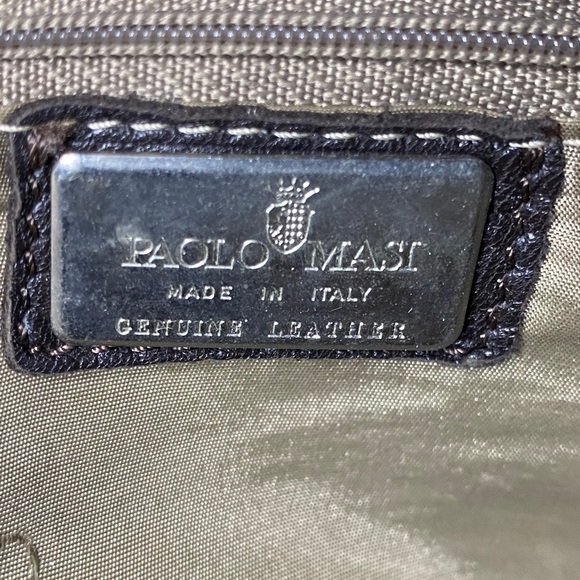 PAOLO MASI
MADE IN ITALY
GENUINE LEATHER